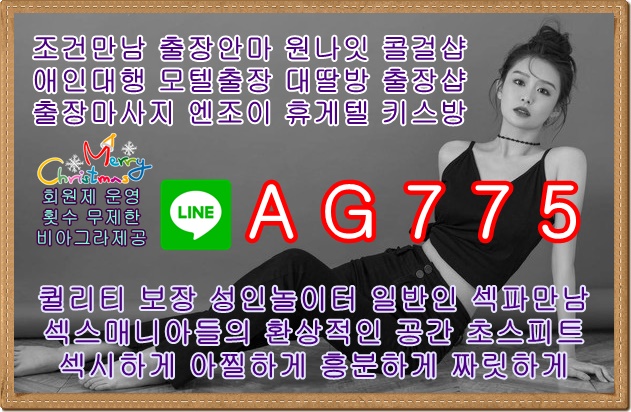 조건만남 출장안마 원나잇 콜걸샵
애인대행 모텔출장 대딸방 출장샵
출장마사지 엔조이 휴게텔 키스방
Merry
Christmas
회원제 운영
횟수 무제한
비아그라제공
LINE
AG775
퀄리티 보장 성인놀이터 일반인 섹파만남
섹스매니아들의 환상적인 공간 초스피트
섹시하게 아찔하게 흥분하게 짜릿하게